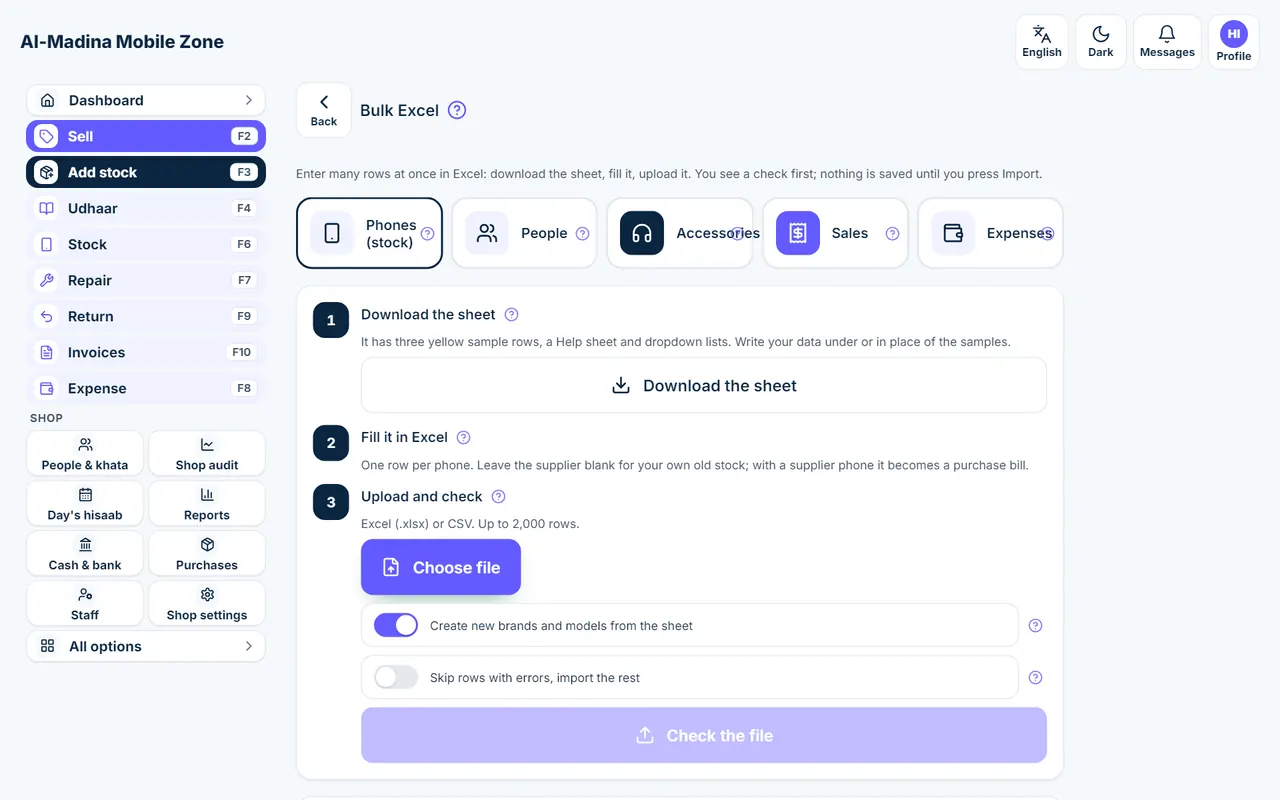 Al-Madina Mobile Zone
English
Dark
Messages
HI
Profile
Dashboard
Sell F2
Add stock F3
Udhaar F4
Stock F6
Repair F7
Return F9
Invoices F10
Expense F8
SHOP
People & khata
Shop audit
Day's hisaab
Reports
Cash & bank
Purchases
Staff
Shop settings
All options
Back
Bulk Excel ?
Enter many rows at once in Excel: download the sheet, fill it, upload it. You see a check first; nothing is saved until you press Import.
Phones
(stock) ?
People ?
Accessories ?
Sales ?
Expenses ?
1 Download the sheet ?
It has three yellow sample rows, a Help sheet and dropdown lists. Write your data under or in place of the samples.
Download the sheet
2 Fill it in Excel ?
One row per phone. Leave the supplier blank for your own old stock; with a supplier phone it becomes a purchase bill.
3 Upload and check ?
Excel (.xlsx) or CSV. Up to 2,000 rows.
Choose file
Create new brands and models from the sheet ?
Skip rows with errors, import the rest ?
Check the file